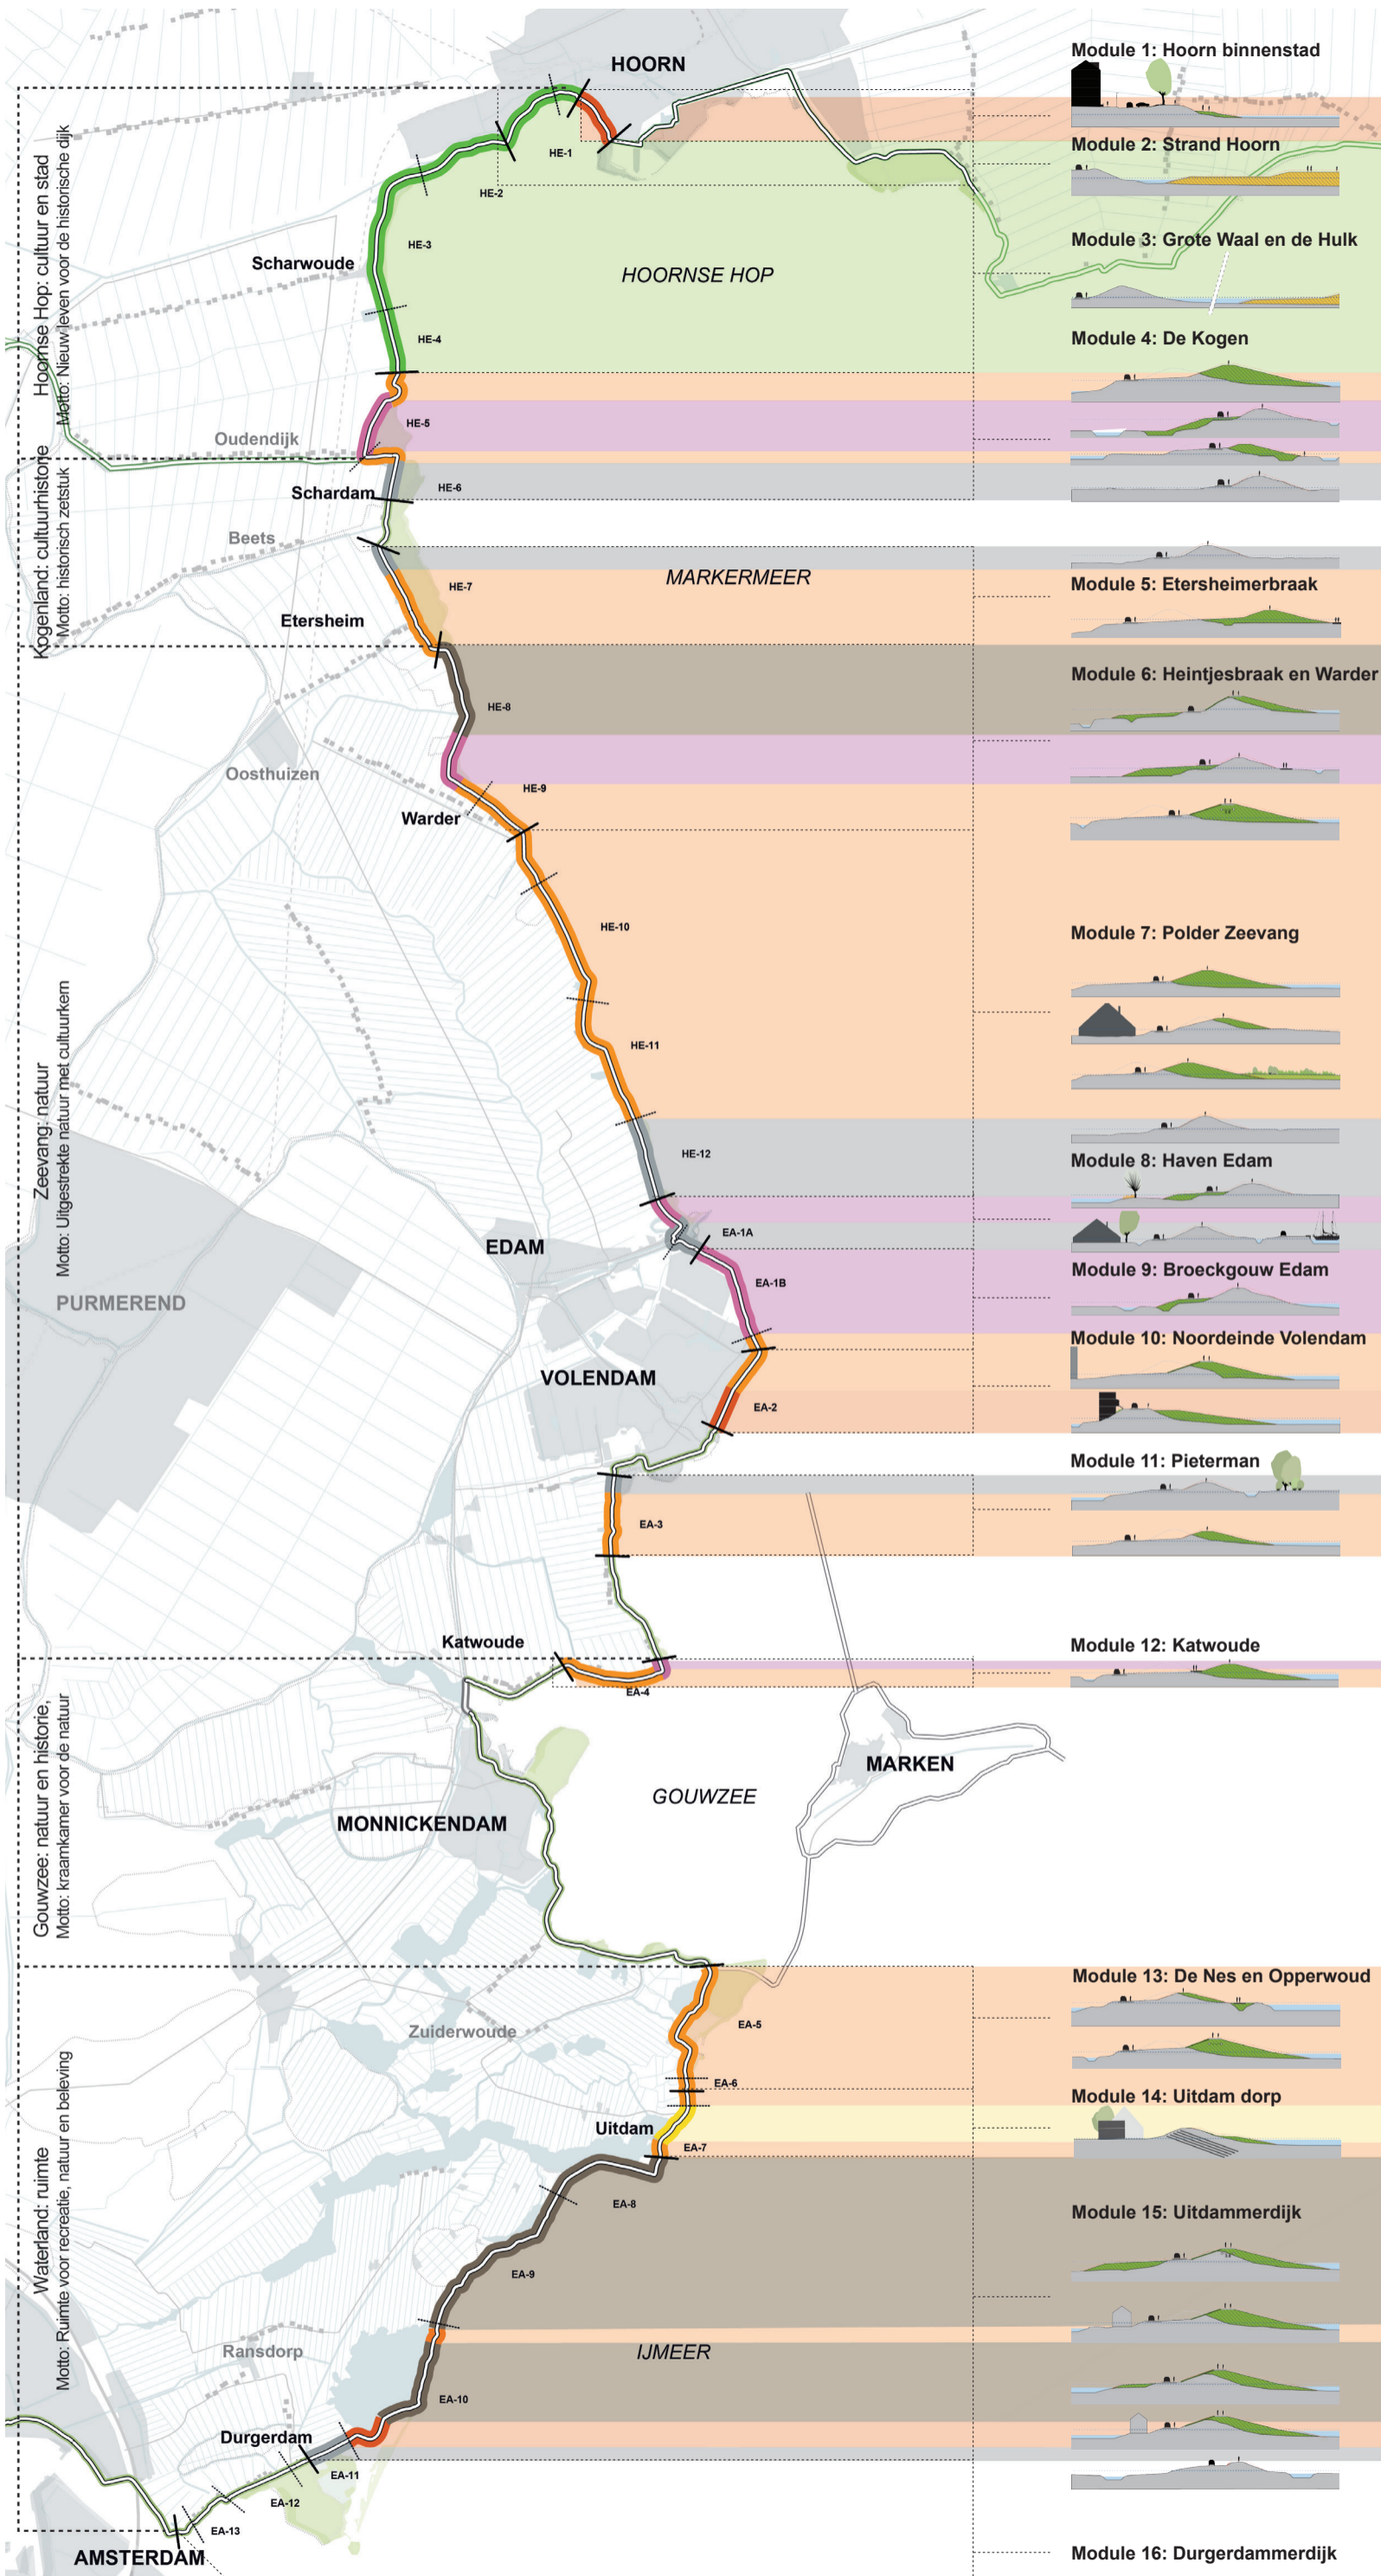 HOORN
Module 1: Hoorn binnenstad
Module 2: Strand Hoorn
HE-1
HE-2
Hoornse Hop: cultuur en stad
Motto: Nieuw leven voor de historische dijk
HE-3
Module 3: Grote Waal en de Hulk
Scharwoude
HOORNSE HOP
HE-4
Module 4: De Kogen
HE-5
Oudendijk
Kogenland: cultuurhistorie
Motto: historisch zetstuk
HE-6
Schardam
Beets
MARKERMEER
HE-7
Module 5: Etersheimerbraak
Etersheim
Module 6: Heintjesbraak en Warder
HE-8
Oosthuizen
HE-9
Warder
HE-10
Module 7: Polder Zeevang
HE-11
Zeevang: natuur
Motto: Uitgestrekte natuur met cultuurkern
HE-12
Module 8: Haven Edam
EA-1A
EDAM
EA-1B
Module 9: Broeckgouw Edam
PURMEREND
Module 10: Noordeinde Volendam
VOLENDAM
EA-2
Module 11: Pieterman
EA-3
Katwoude
Module 12: Katwoude
EA-4
Gouwzee: natuur en historie,
Motto: kraamkamer voor de natuur
MARKEN
GOUWZEE
MONNICKENDAM
Module 13: De Nes en Opperwoud
EA-5
Zuiderwoude
EA-6
Module 14: Uitdam dorp
Uitdam
EA-7
Waterland: ruimte
Motto: Ruimte voor recreatie, natuur en beleving
EA-8
Module 15: Uitdammerdijk
EA-9
Ransdorp
IJMEER
EA-10
Durgerdam
EA-11
EA-12
EA-13
AMSTERDAM
Module 16: Durgerdammerdijk